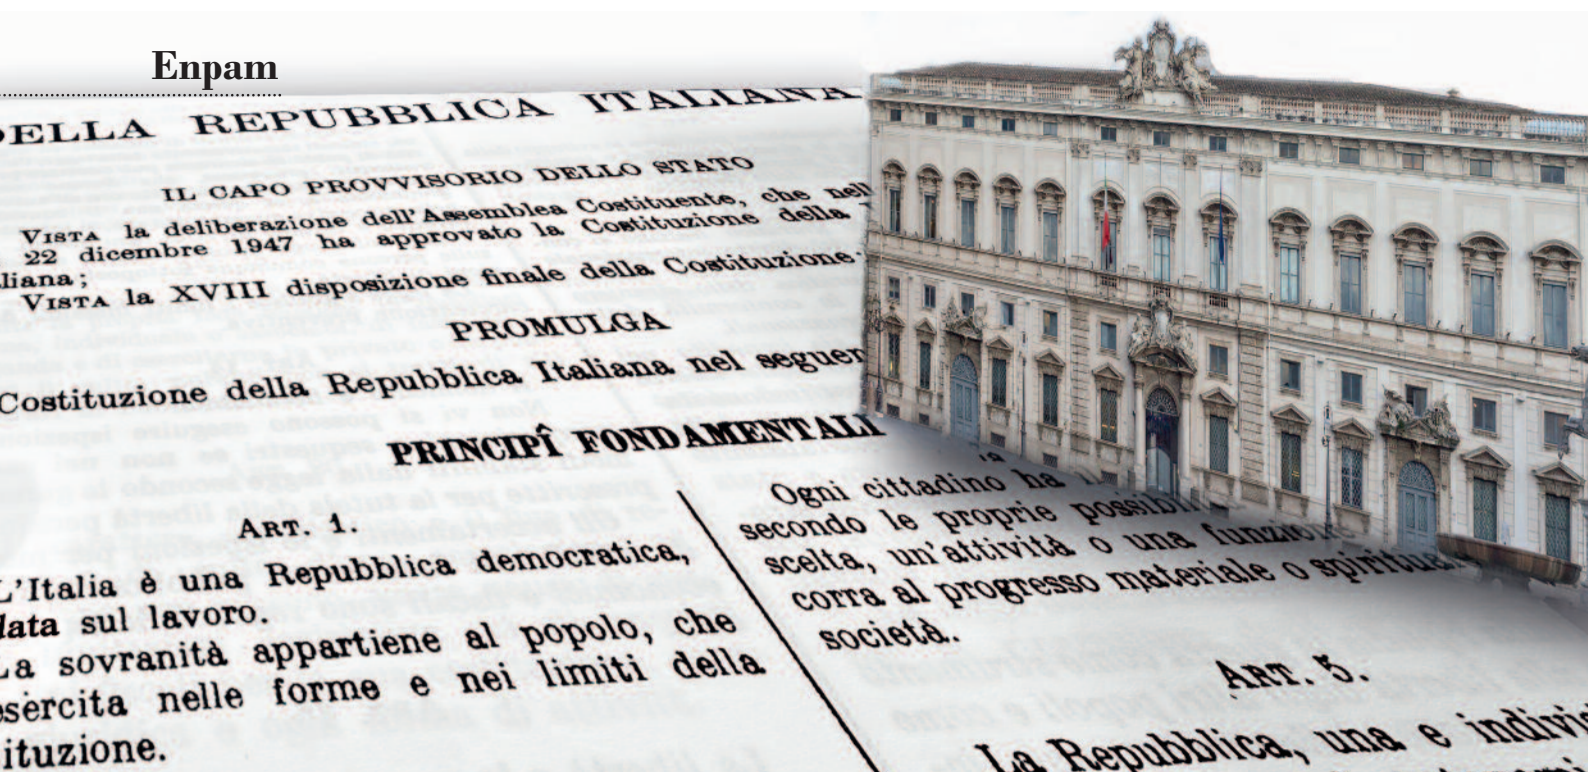 Enpam
DELLA REPUBBLICA ITALIANA
IL CAPO PROVVISORIO DELLO STATO
VISTA la deliberazione dell'Assemblea Costituente, che nell
22 dicembre 1947 ha approvato la Costituzione della
liana;
VISTA la XVIII disposizione finale della Costituzione
PROMULGA
Costituzione della Repubblica Italiana nel seguen
PRINCIPÎ FONDAMENTALI
ART. 1.
L'Italia è una Repubblica democratica,
data sul lavoro.
La sovranità appartiene al popolo, che
esercita nelle forme e nei limiti della
ituzione.
Ogni cittadino ha
secondo le proprie possibil
scelta, un'attività o una funzione
corra al progresso materiale o spiritual
società.
ART. 5.
La Repubblica, una e indivis